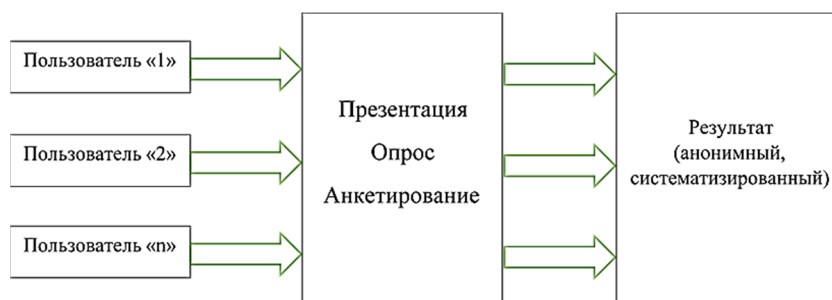 Пользователь «1»
Пользователь «2»
Пользователь «n»
Презентация
Опрос
Анкетирование
Результат
(анонимный,
систематизированный)